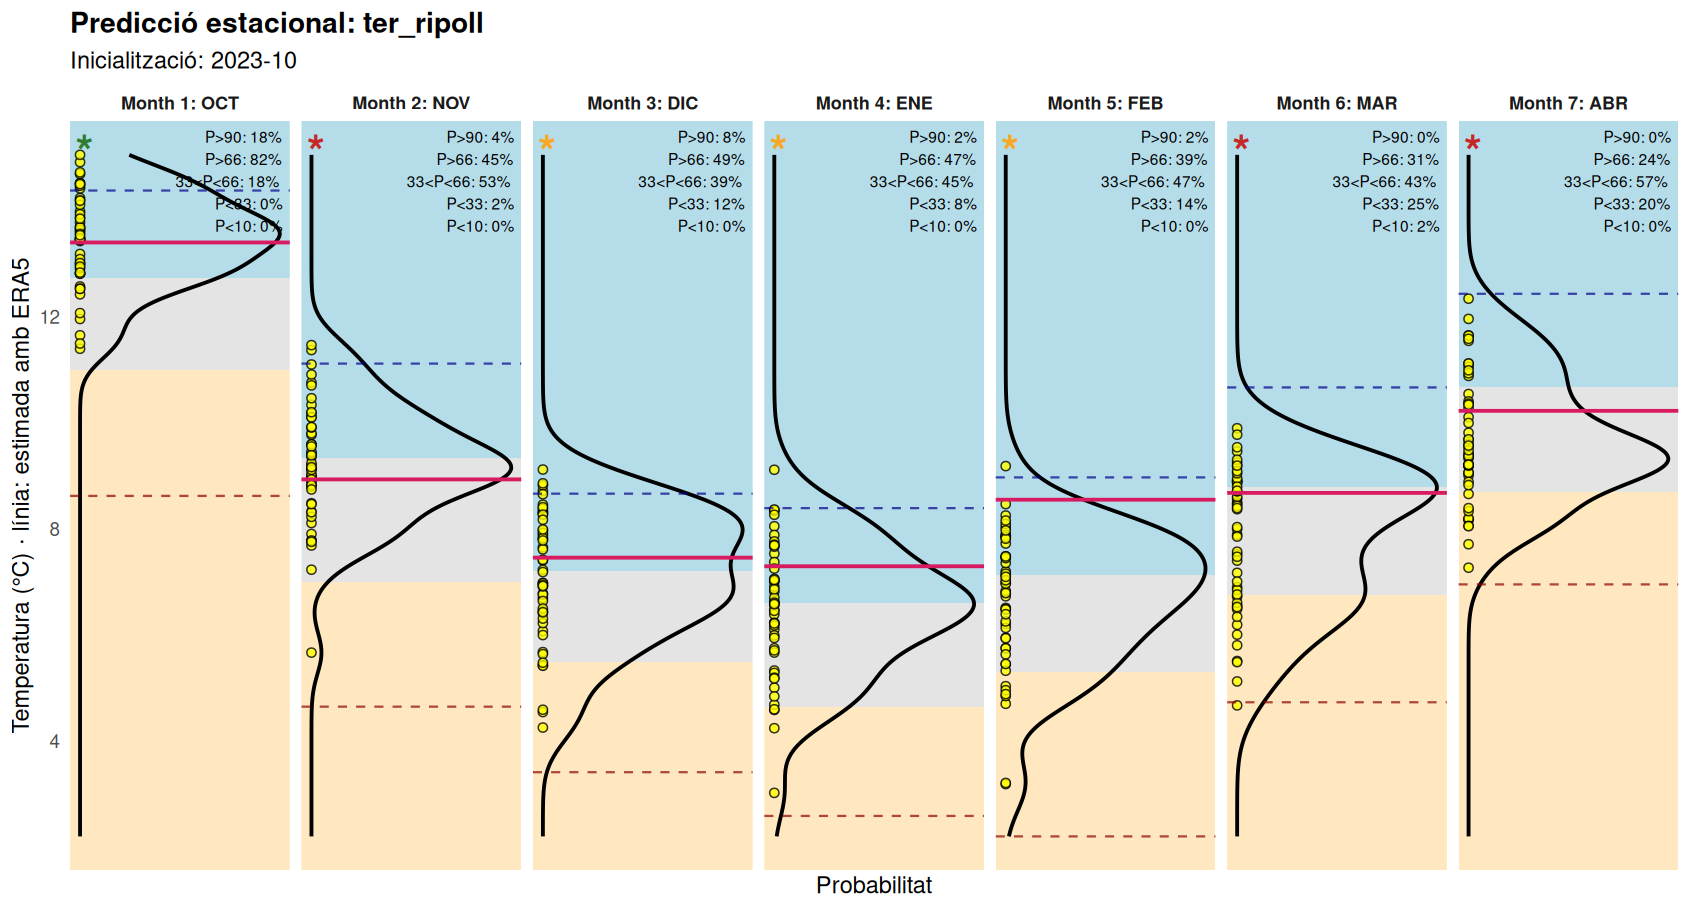 Predicció estacional: ter_ripoll
Inicialització: 2023-10
Month 1: OCT
P>90: 18%
P>66: 82%
33<P<66: 18%
P<33: 0%
P<10: 0%
Month 2: NOV
*
P>90: 4%
P>66: 45%
33<P<66: 53%
P<33: 2%
P<10: 0%
Month 3: DIC
*
P>90: 8%
P>66: 49%
33<P<66: 39%
P<33: 12%
P<10: 0%
Month 4: ENE
*
P>90: 2%
P>66: 47%
33<P<66: 45%
P<33: 8%
P<10: 0%
Month 5: FEB
*
P>90: 2%
P>66: 39%
33<P<66: 47%
P<33: 14%
P<10: 0%
Month 6: MAR
*
P>90: 0%
P>66: 31%
33<P<66: 43%
P<33: 25%
P<10: 2%
Month 7: ABR
*
P>90: 0%
P>66: 24%
33<P<66: 57%
P<33: 20%
P<10: 0%
Temperatura (°C) · línia: estimada amb ERA5
12
8
4
Probabilitat